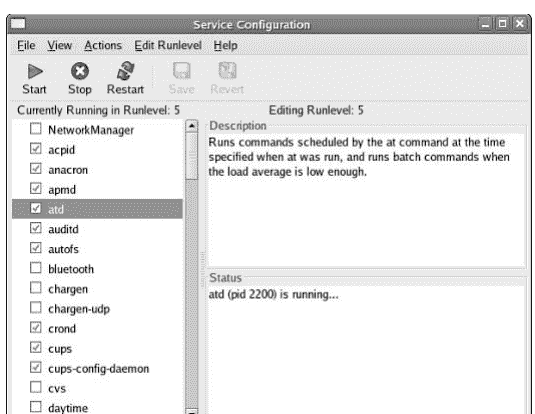 Service Configuration
File View Actions Edit Runlevel Help
Start Stop Restart Save Revert
Currently Running in Runlevel: 5
Editing Runlevel: 5
NetworkManager
acpid
anacron
apmd
atd
auditd
autofs
bluetooth
chargen
chargen-udp
crond
cups
cups-config-daemon
cvs
daytime
Description
Runs commands scheduled by the at command at the time
specified when at was run, and runs batch commands when
the load average is low enough.
Status
atd (pid 2200) is running...